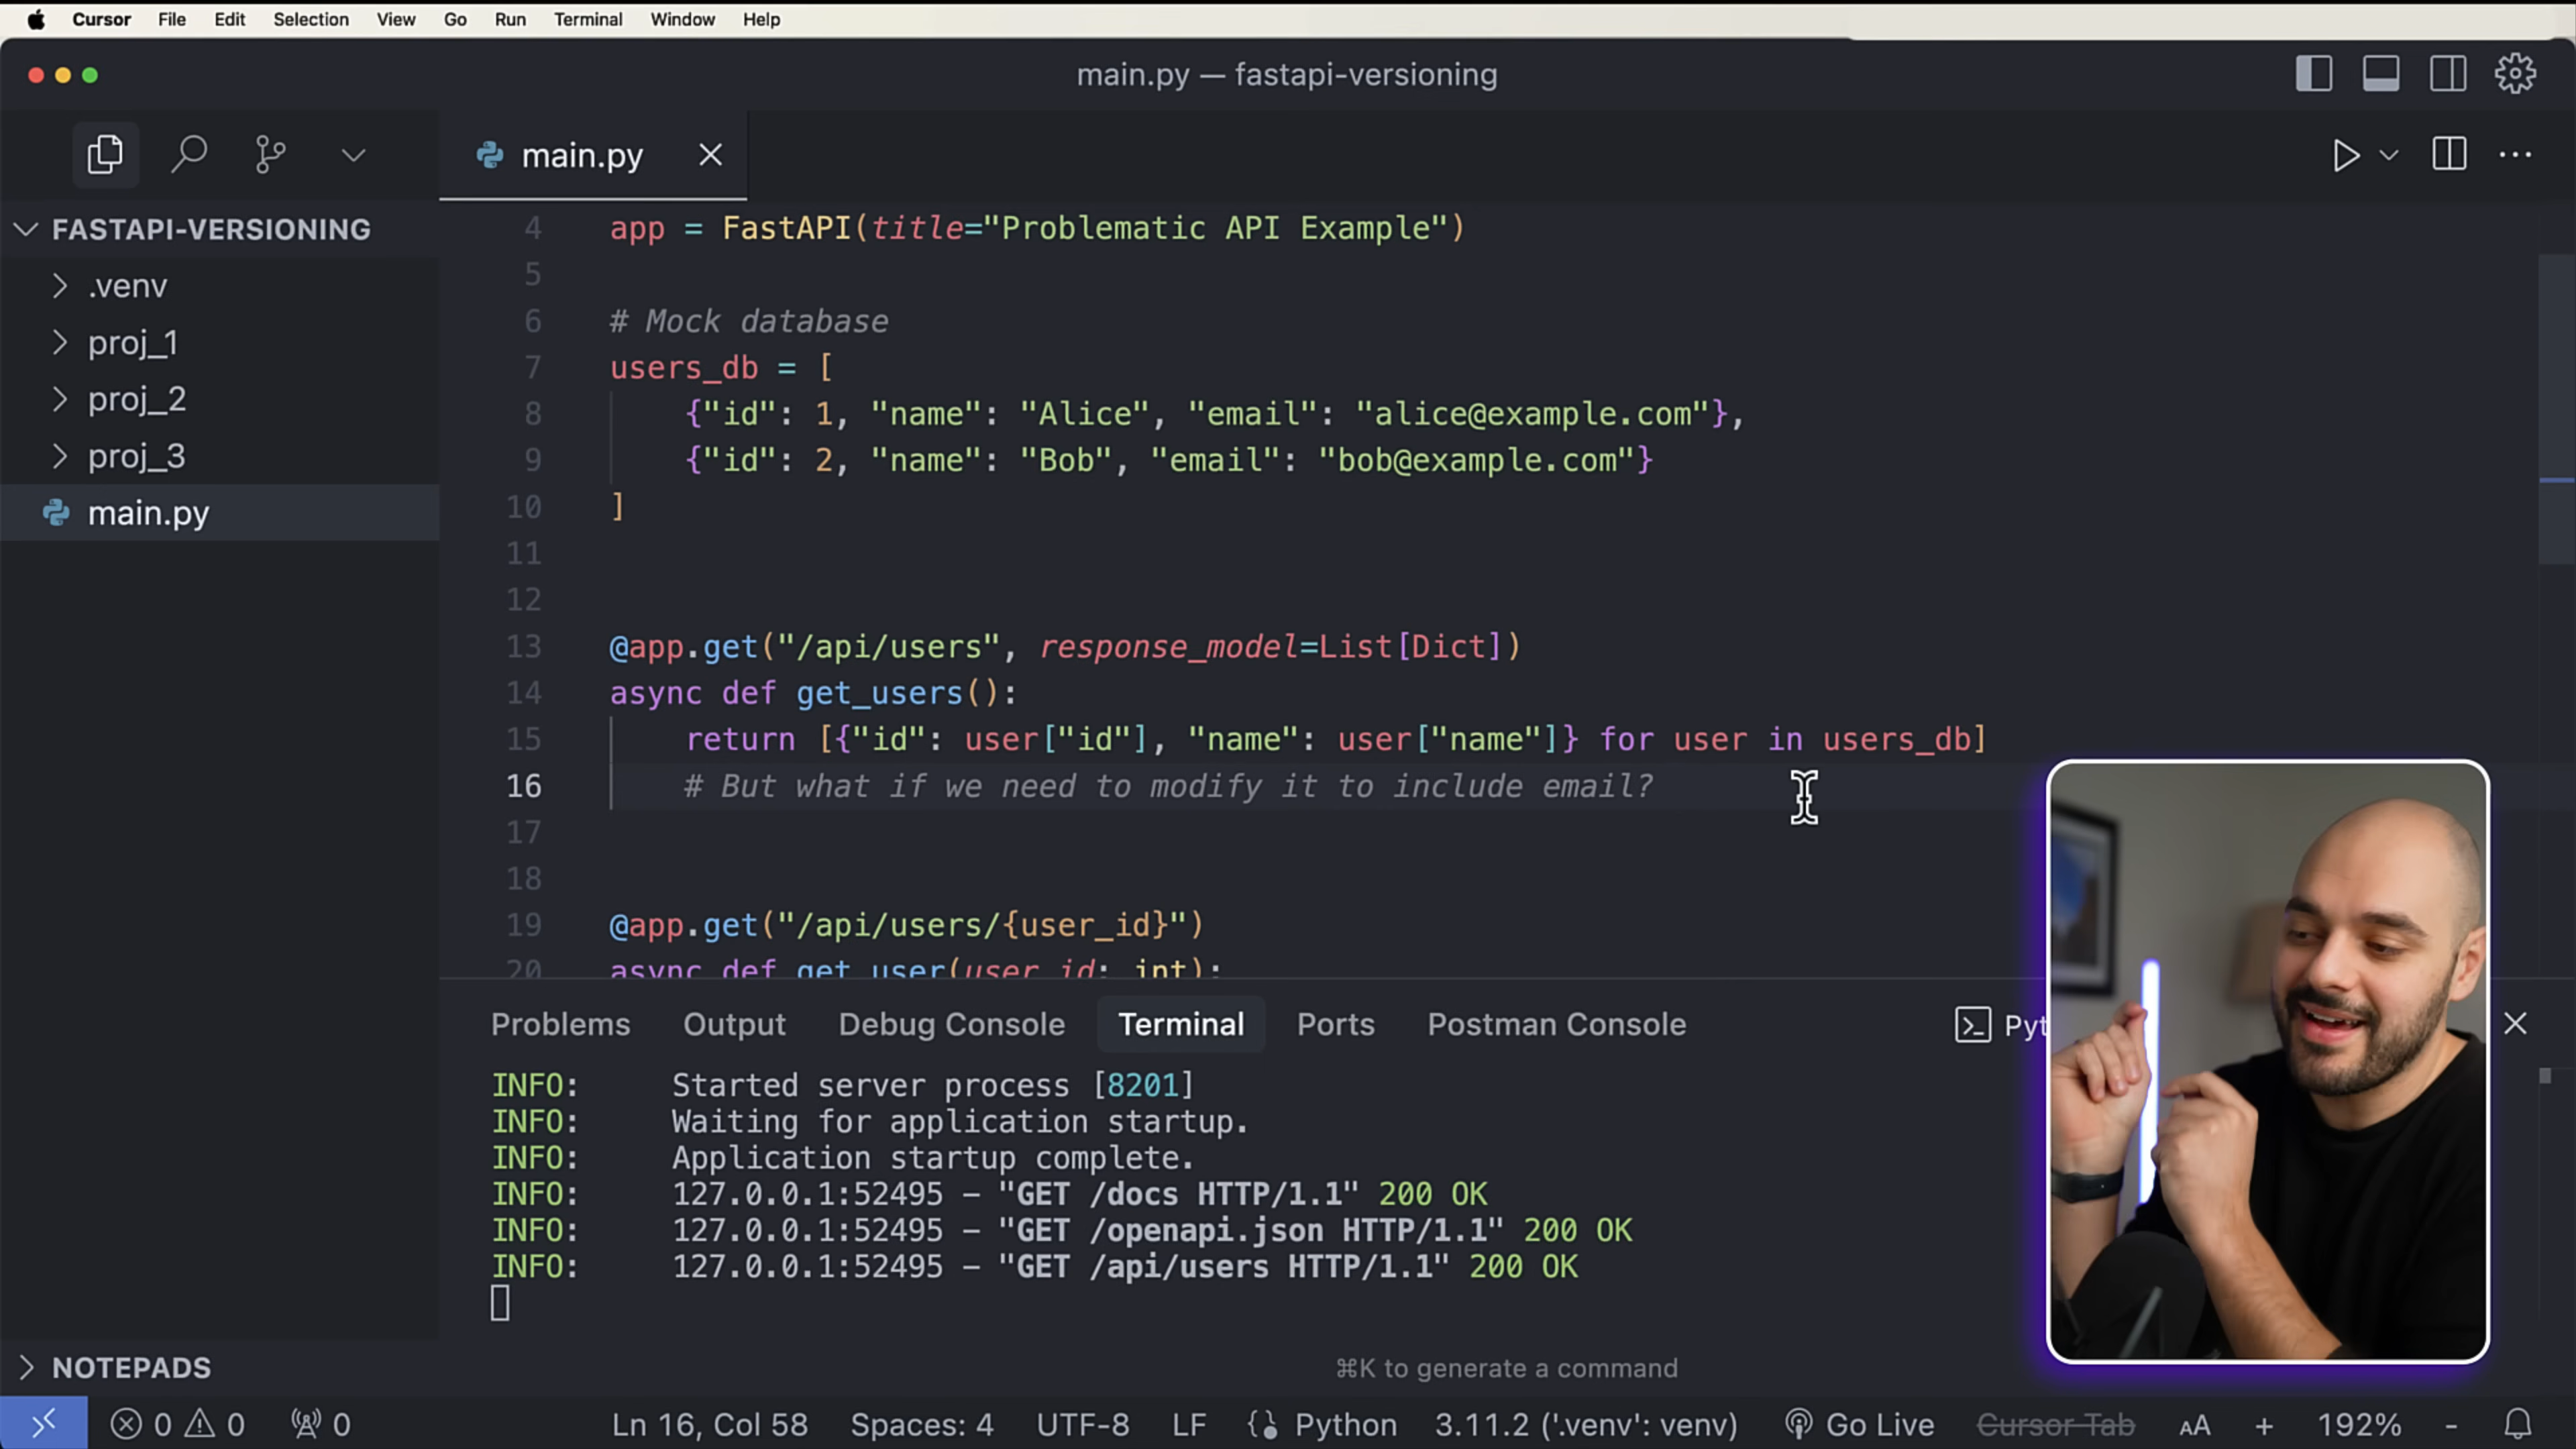 Cursor File Edit Selection View Go Run Terminal Window Help
main.py — fastapi-versioning
main.py
FASTAPI-VERSIONING
.venv
proj_1
proj_2
proj_3
main.py
4 app = FastAPI(title="Problematic API Example")
5
6 # Mock database
7 users_db = [
8 {"id": 1, "name": "Alice", "email": "alice@example.com"},
9 {"id": 2, "name": "Bob", "email": "bob@example.com"}
10 ]
11
12
13 @app.get("/api/users", response_model=List[Dict])
14 async def get_users():
15 return [{"id": user["id"], "name": user["name"]} for user in users_db]
16 # But what if we need to modify it to include email?
17
18
19 @app.get("/api/users/{user_id}")
20 async def get_user(user_id: int):
Problems Output Debug Console Terminal Ports Postman Console Pyt
INFO: Started server process [8201]
INFO: Waiting for application startup.
INFO: Application startup complete.
INFO: 127.0.0.1:52495 – "GET /docs HTTP/1.1" 200 OK
INFO: 127.0.0.1:52495 – "GET /openapi.json HTTP/1.1" 200 OK
INFO: 127.0.0.1:52495 – "GET /api/users HTTP/1.1" 200 OK
NOTEPADS
⌘K to generate a command
0 0 0 Ln 16, Col 58 Spaces: 4 UTF-8 LF Python 3.11.2 ('.venv': venv) Go Live Cursor Tab AA + 192% -